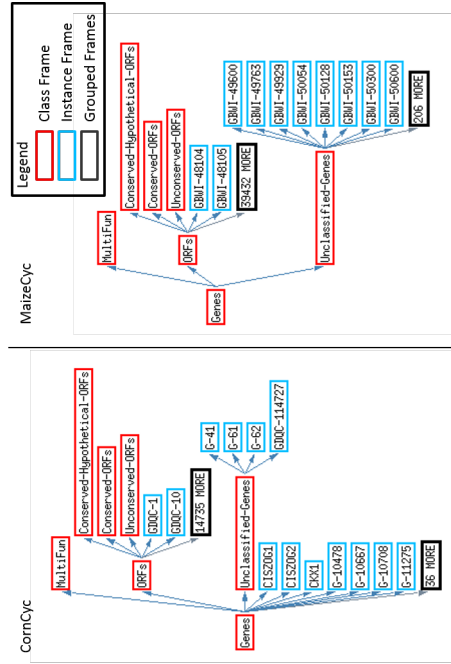 Legend
Class Frame
Instance Frame
Grouped Frames
MaizeCyc
Genes
MultiFun
ORFs
Conserved-Hypothetical-ORFs
Conserved-ORFs
Unconserved-ORFs
GBWI-48104
GBWI-48105
39432 MORE
Unclassified-Genes
GBWI-49600
GBWI-49763
GBWI-49929
GBWI-50054
GBWI-50128
GBWI-50153
GBWI-50300
GBWI-50600
206 MORE
CornCyc
Genes
MultiFun
ORFs
Conserved-Hypothetical-ORFs
Conserved-ORFs
Unconserved-ORFs
GDQC-1
GDQC-10
14735 MORE
Unclassified-Genes
G-41
G-61
G-62
GDQC-114727
CISZOG1
CISZOG2
CKX1
G-10478
G-10667
G-10708
G-11275
36 MORE